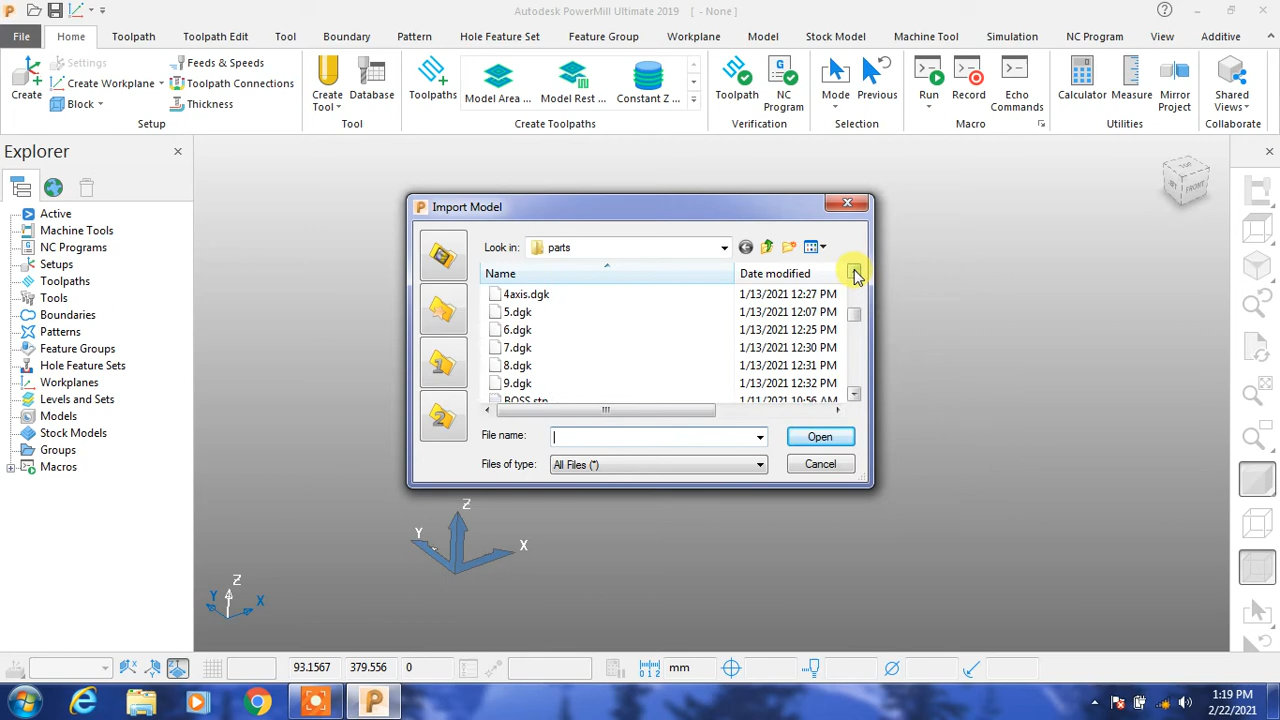 Autodesk PowerMill Ultimate 2019 [ - None ]
File Home Toolpath Toolpath Edit Tool Boundary Pattern Hole Feature Set Feature Group Workplane Model Stock Model Machine Tool Simulation NC Program View Additive
Create
Settings
Create Workplane
Block
Feeds & Speeds
Toolpath Connections
Thickness
Create Tool
Database
Toolpaths
Model Area ...
Model Rest ...
Constant Z ...
Toolpath
NC Program
Mode
Previous
Run
Record
Echo Commands
Calculator
Measure
Mirror Project
Shared Views
Setup Tool Create Toolpaths Verification Selection Macro Utilities Collaborate
Explorer
Active
Machine Tools
NC Programs
Setups
Toolpaths
Tools
Boundaries
Patterns
Feature Groups
Hole Feature Sets
Workplanes
Levels and Sets
Models
Stock Models
Groups
Macros
FRONT
Import Model
Look in: parts
Name Date modified
4axis.dgk 1/13/2021 12:27 PM
5.dgk 1/13/2021 12:07 PM
6.dgk 1/13/2021 12:25 PM
7.dgk 1/13/2021 12:30 PM
8.dgk 1/13/2021 12:31 PM
9.dgk 1/13/2021 12:32 PM
BOSS.stp 1/11/2021 10:56 AM
File name: Open
Files of type: All Files (*) Cancel
Z
Y
X
Z
Y
X
93.1567 379.556 0 mm
1:19 PM
2/22/2021